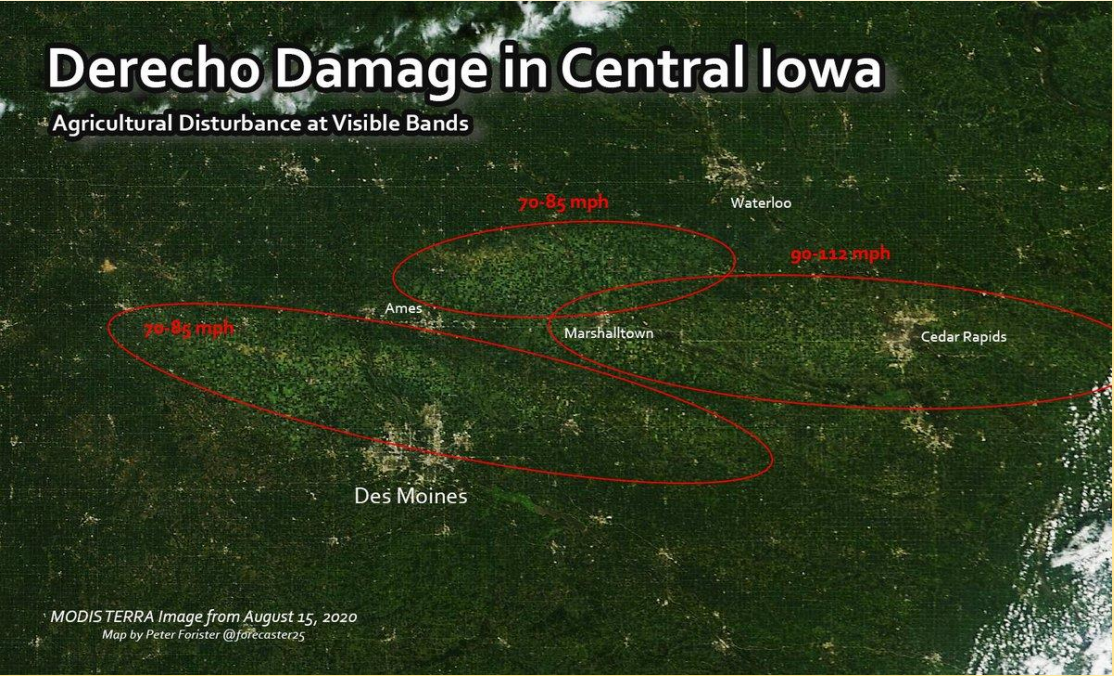 Derecho Damage in Central Iowa
Agricultural Disturbance at Visible Bands
Waterloo
70-85 mph
90-112 mph
Ames
70-85 mph
Marshalltown
Cedar Rapids
Des Moines
MODIS TERRA Image from August 15, 2020
Map by Peter Forister @forecaster25